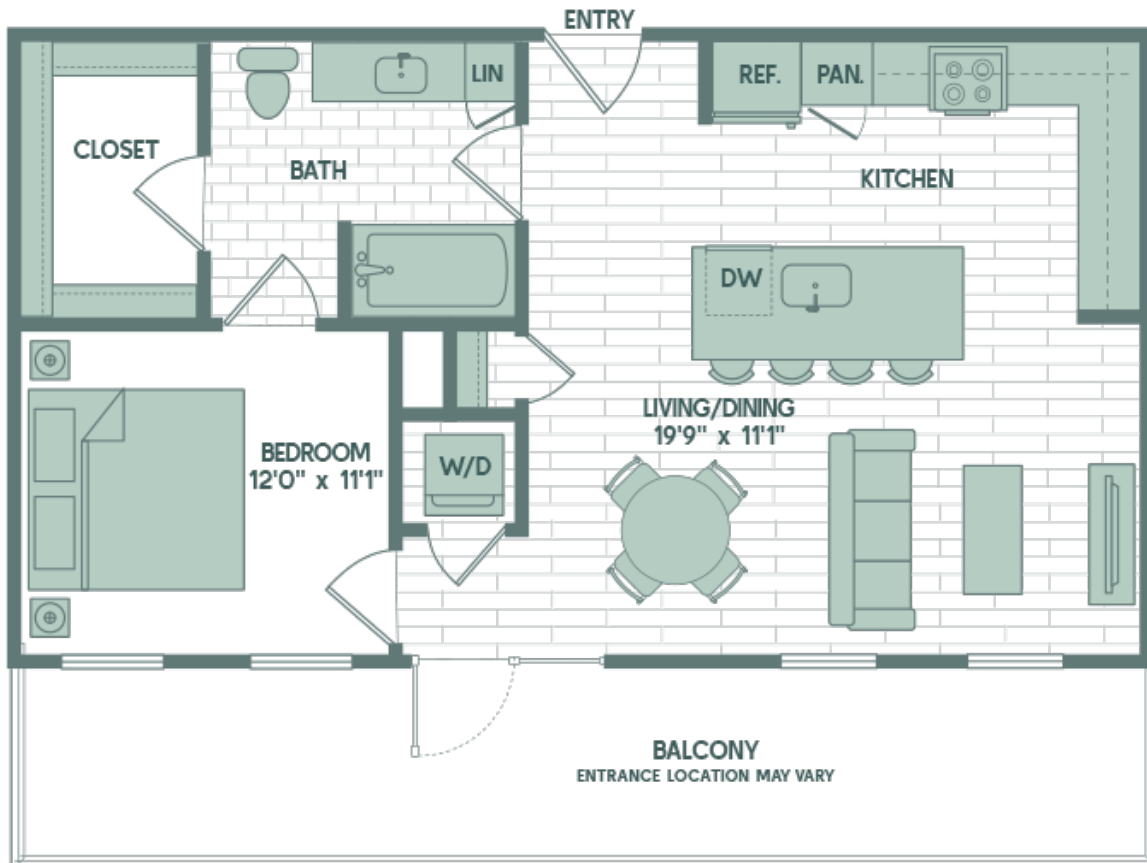 ENTRY
LIN
REF.
PAN.
CLOSET
BATH
KITCHEN
DW
LIVING/DINING
19'9" x 11'1"
BEDROOM
12'0" x 11'1"
W/D
BALCONY
ENTRANCE LOCATION MAY VARY